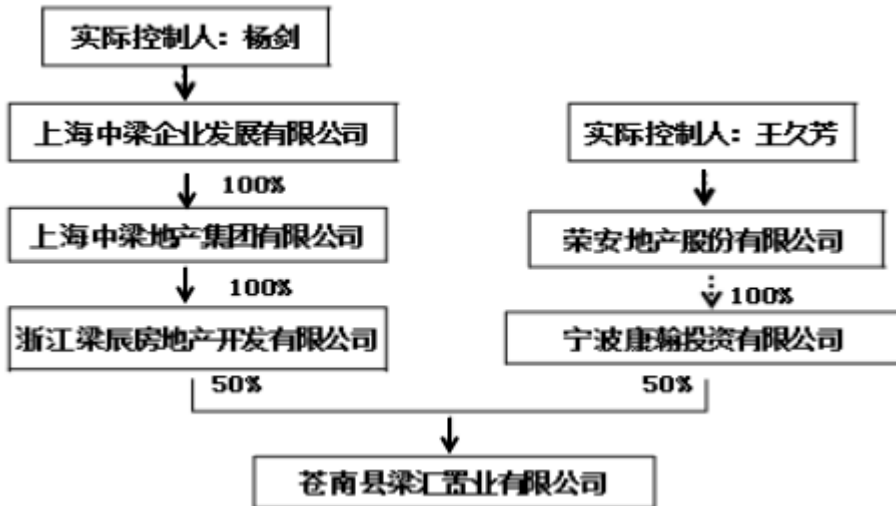 实际控制人：杨剑
上海中梁企业发展有限公司
实际控制人：王久芳
100%
上海中梁地产集团有限公司
荣安地产股份有限公司
100%
100%
浙江梁辰房地产开发有限公司
宁波康瀚投资有限公司
50%
50%
苍南县梁汇置业有限公司